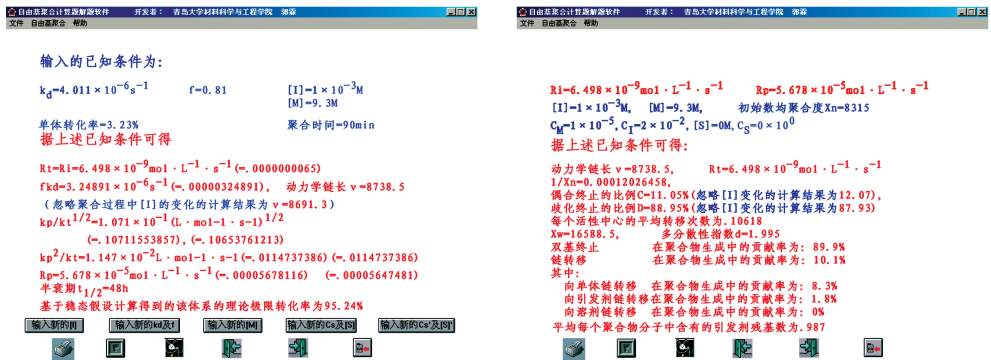 自由基聚合计算题解题软件 开发者: 青岛大学材料科学与工程学院 郭霖
文件 自由基聚合 帮助
输入的已知条件为:
kd=4.011×10⁻⁶s⁻¹ f=0.81 [I]=1×10⁻³M
[M]=9.3M
单体转化率=3.23% 聚合时间=90min
据上述已知条件可得
Rt=Ri=6.498×10⁻⁹mol·L⁻¹·s⁻¹(=.0000000065)
fkd=3.24891×10⁻⁶s⁻¹(=.00000324891), 动力学链长ν=8738.5
(忽略聚合过程中[I]的变化的计算结果为ν=8691.3)
kp/kt^1/2=1.071×10⁻¹(L·mol-1·s-1)^1/2
(=.10711553857),(=.10653761213)
kp²/kt=1.147×10⁻²L·mol-1·s-1(=.0114737386)(=.0114737386)
Rp=5.678×10⁻⁵mol·L⁻¹·s⁻¹(=.00005678116) (=.00005647481)
半衰期t1/2=48h
基于稳态假设计算得到的该体系的理论极限转化率为95.24%
输入新的[I] 输入新的kd及f 输入新的[M] 输入新的Cs及[S] 输入新的Cs'及[S]'
自由基聚合计算题解题软件 开发者: 青岛大学材料科学与工程学院 郭霖
文件 自由基聚合 帮助
Ri=6.498×10⁻⁹mol·L⁻¹·s⁻¹ Rp=5.678×10⁻⁵mol·L⁻¹·s⁻¹
[I]=1×10⁻³M, [M]=9.3M, 初始数均聚合度Xn=8315
CM=1×10⁻⁵,CI=2×10⁻²,[S]=0M,CS=0×10⁰
据上述已知条件可得:
动力学链长ν=8738.5, Rt=6.498×10⁻⁹mol·L⁻¹·s⁻¹
1/Xn=0.00012026458,
偶合终止的比例C=11.05%(忽略[I]变化的计算结果为12.07),
歧化终止的比例D=88.95%(忽略[I]变化的计算结果为87.93)
每个活性中心的平均转移次数为.10618
Xw=16588.5, 多分散性指数d=1.995
双基终止 在聚合物生成中的贡献率为: 89.9%
链转移 在聚合物生成中的贡献率为: 10.1%
其中:
向单体链转移 在聚合物生成中的贡献率为: 8.3%
向引发剂链转移 在聚合物生成中的贡献率为: 1.8%
向溶剂链转移 在聚合物生成中的贡献率为: 0%
平均每个聚合物分子中含有的引发剂残基数为.987